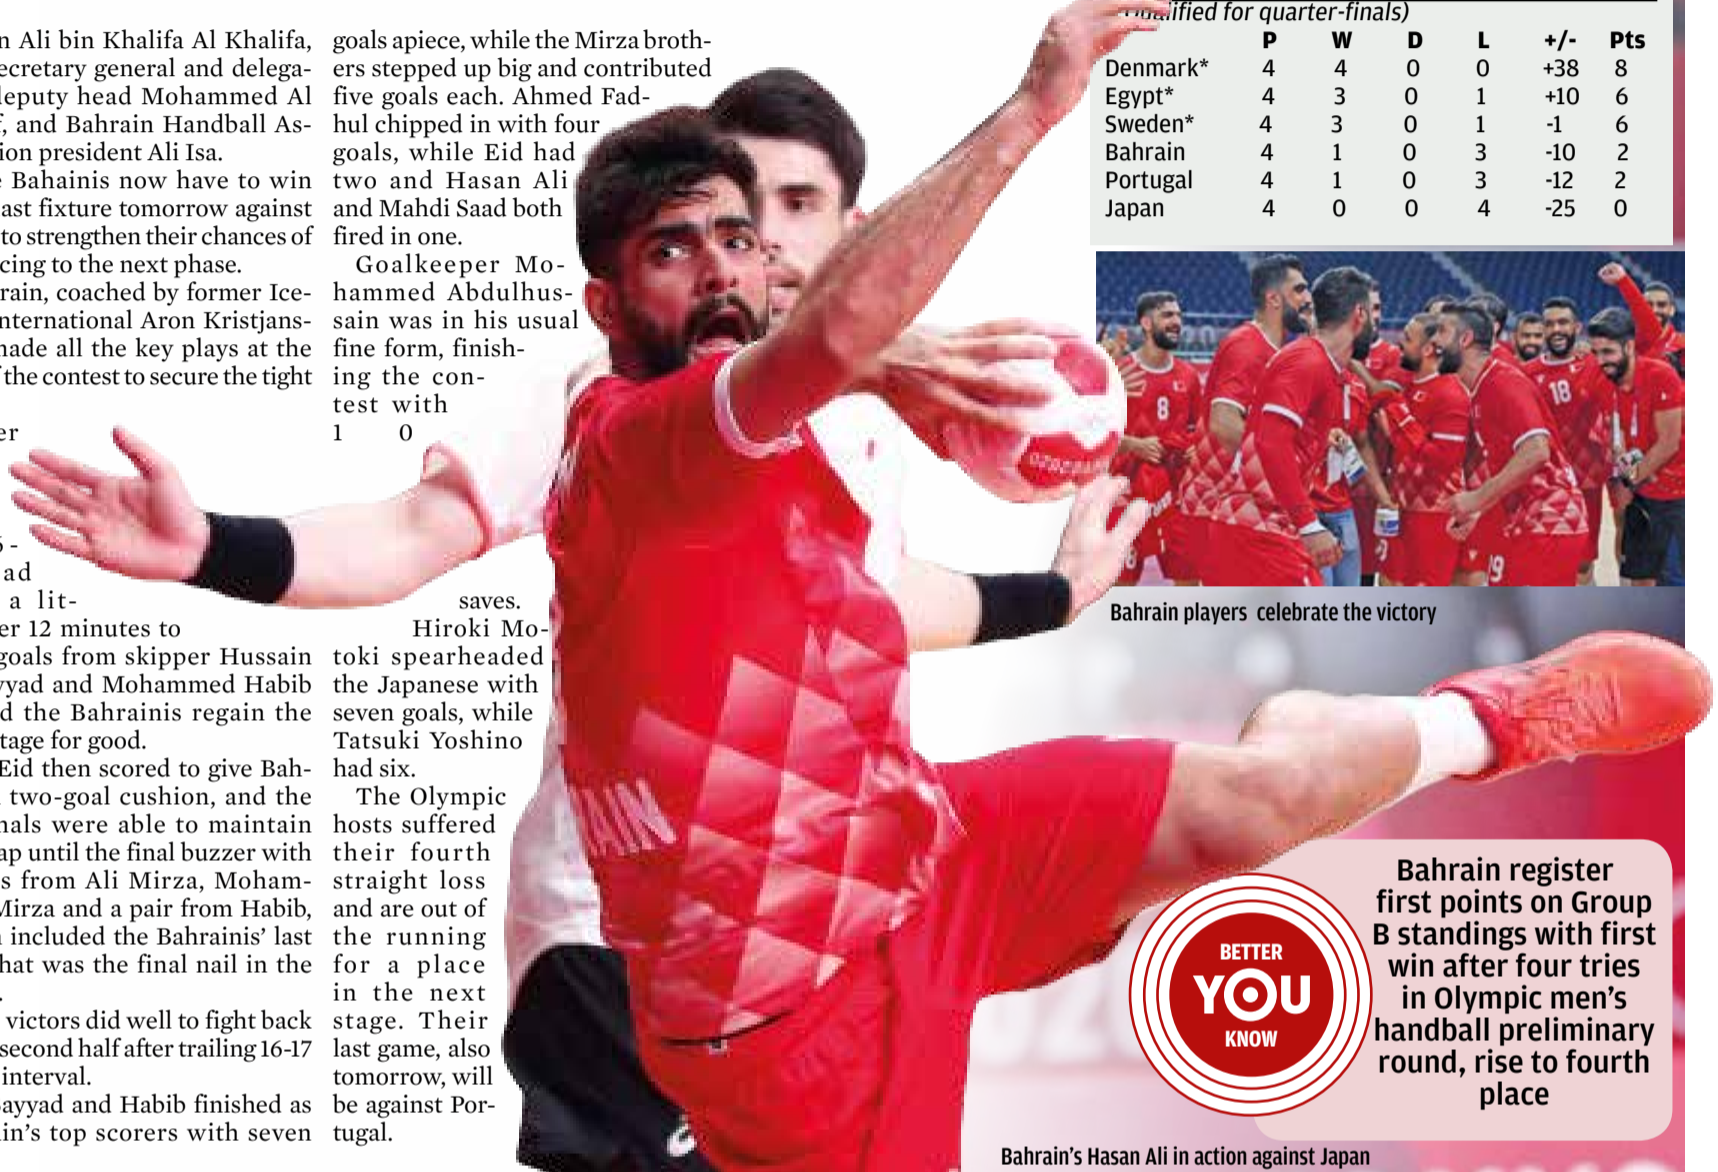 n Ali bin Khalifa Al Khalifa,
ecretary general and delega-
deputy head Mohammed Al
, and Bahrain Handball As-
ion president Ali Isa.
e Bahainis now have to win
ast fixture tomorrow against
to strengthen their chances of
cing to the next phase.
rain, coached by former Ice-
nternational Aron Kristjans-
made all the key plays at the
f the contest to secure the tight
er
ad
a lit-
er 12 minutes to
goals from skipper Hussain
yyad and Mohammed Habib
d the Bahrainis regain the
tage for good.
Eid then scored to give Bah-
two-goal cushion, and the
nals were able to maintain
ap until the final buzzer with
s from Ali Mirza, Moham-
Mirza and a pair from Habib,
included the Bahrainis' last
hat was the final nail in the
victors did well to fight back
second half after trailing 16-17
interval.
ayyad and Habib finished as
in's top scorers with seven
goals apiece, while the Mirza broth-
ers stepped up big and contributed
five goals each. Ahmed Fad-
hul chipped in with four
goals, while Eid had
two and Hasan Ali
and Mahdi Saad both
fired in one.
Goalkeeper Mo-
hammed Abdulhus-
sain was in his usual
fine form, finish-
ing the con-
test with
1 0
saves.
Hiroki Mo-
toki spearheaded
the Japanese with
seven goals, while
Tatsuki Yoshino
had six.
The Olympic
hosts suffered
their fourth
straight loss
and are out of
the running
for a place
in the next
stage. Their
last game, also
tomorrow, will
be against Por-
tugal.
for quarter-finals)
P W D L +/- Pts
Denmark* 4 4 0 0 +38 8
Egypt* 4 3 0 1 +10 6
Sweden* 4 3 0 1 -1 6
Bahrain 4 1 0 3 -10 2
Portugal 4 1 0 3 -12 2
Japan 4 0 0 4 -25 0
8
18
19
Bahrain players celebrate the victory
RAIN
BETTER
YOU
KNOW
Bahrain register
first points on Group
B standings with first
win after four tries
in Olympic men's
handball preliminary
round, rise to fourth
place
Bahrain's Hasan Ali in action against Japan